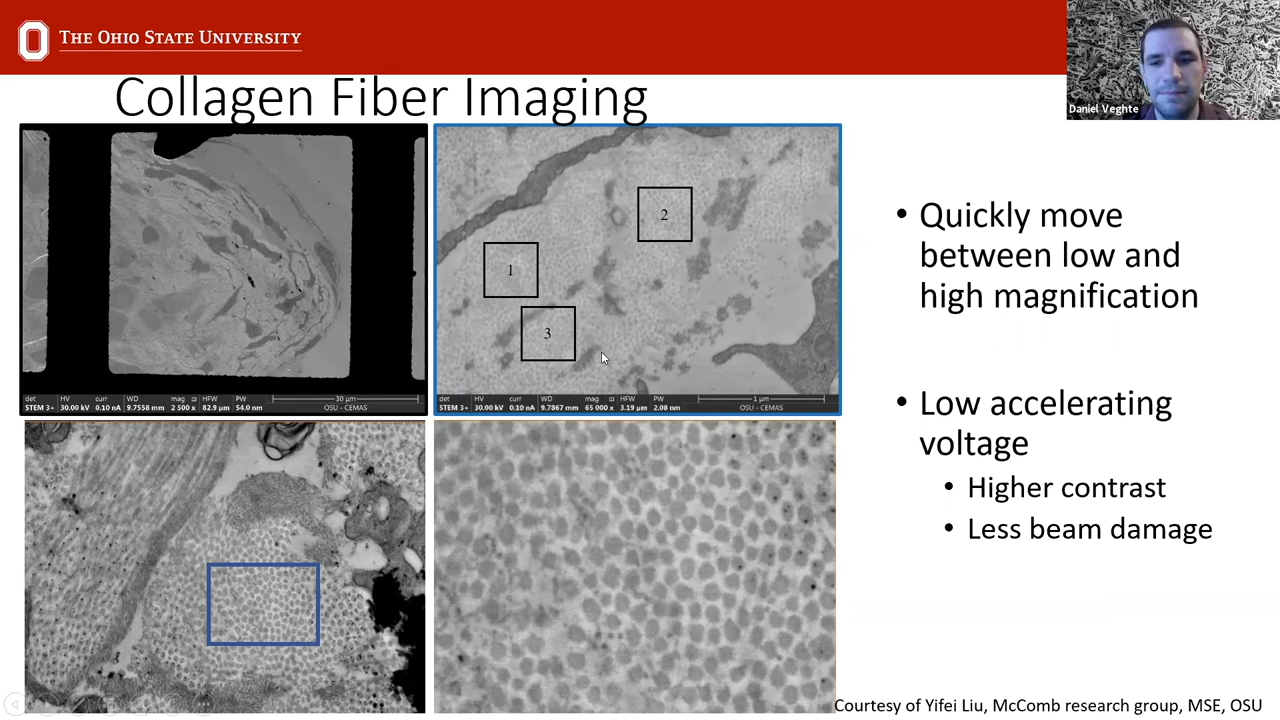 THE OHIO STATE UNIVERSITY
Daniel Veghte
Collagen Fiber Imaging
1
2
3
det HV curr WD mag HFW PW 30 µm
STEM 3+ 30.00 kV 0.10 nA 9.7558 mm 2 500 x 82.9 µm 54.0 nm OSU - CEMAS
det HV curr WD mag HFW PW 1 µm
STEM 3+ 30.00 kV 0.10 nA 9.7867 mm 65 000 x 3.19 µm 2.08 nm OSU - CEMAS
• Quickly move
between low and
high magnification
• Low accelerating
voltage
• Higher contrast
• Less beam damage
Courtesy of Yifei Liu, McComb research group, MSE, OSU